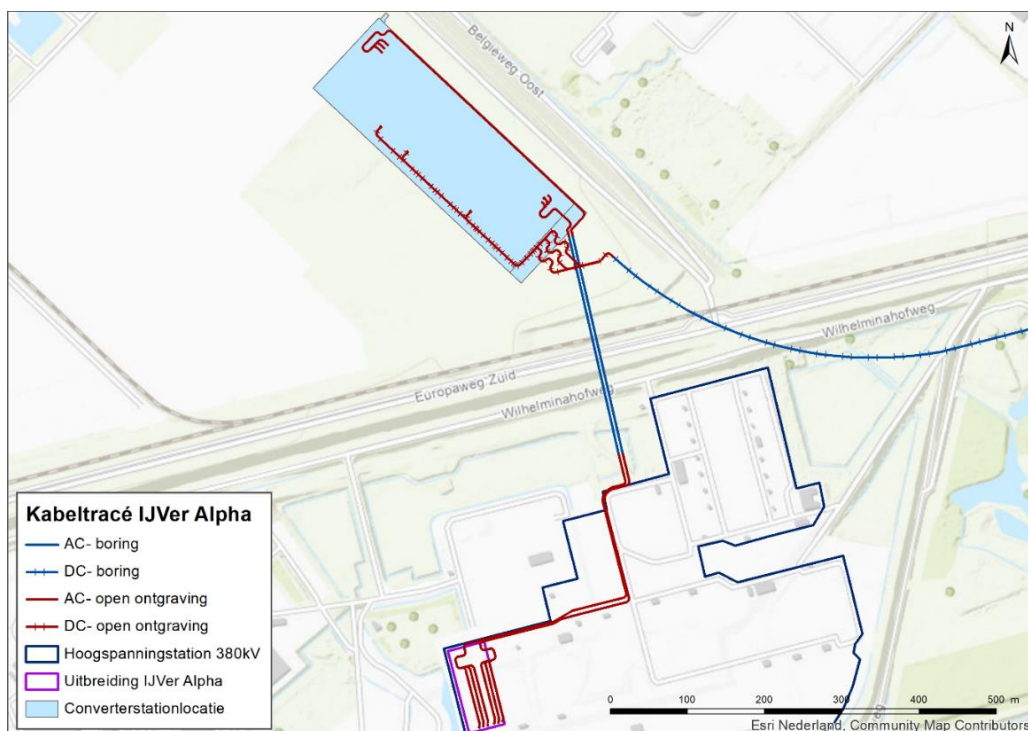 N
Belgieweg Oost
Wilhelminahofweg
Europaweg Zuid
Wilhelminahofweg
Kabeltracé IJVer Alpha
AC- boring
DC- boring
AC- open ontgraving
DC- open ontgraving
Hoogspanningstation 380kV
Uitbreiding IJVer Alpha
Converterstationlocatie
0 100 200 300 400 500 m
Esri Nederland, Community Map Contributors